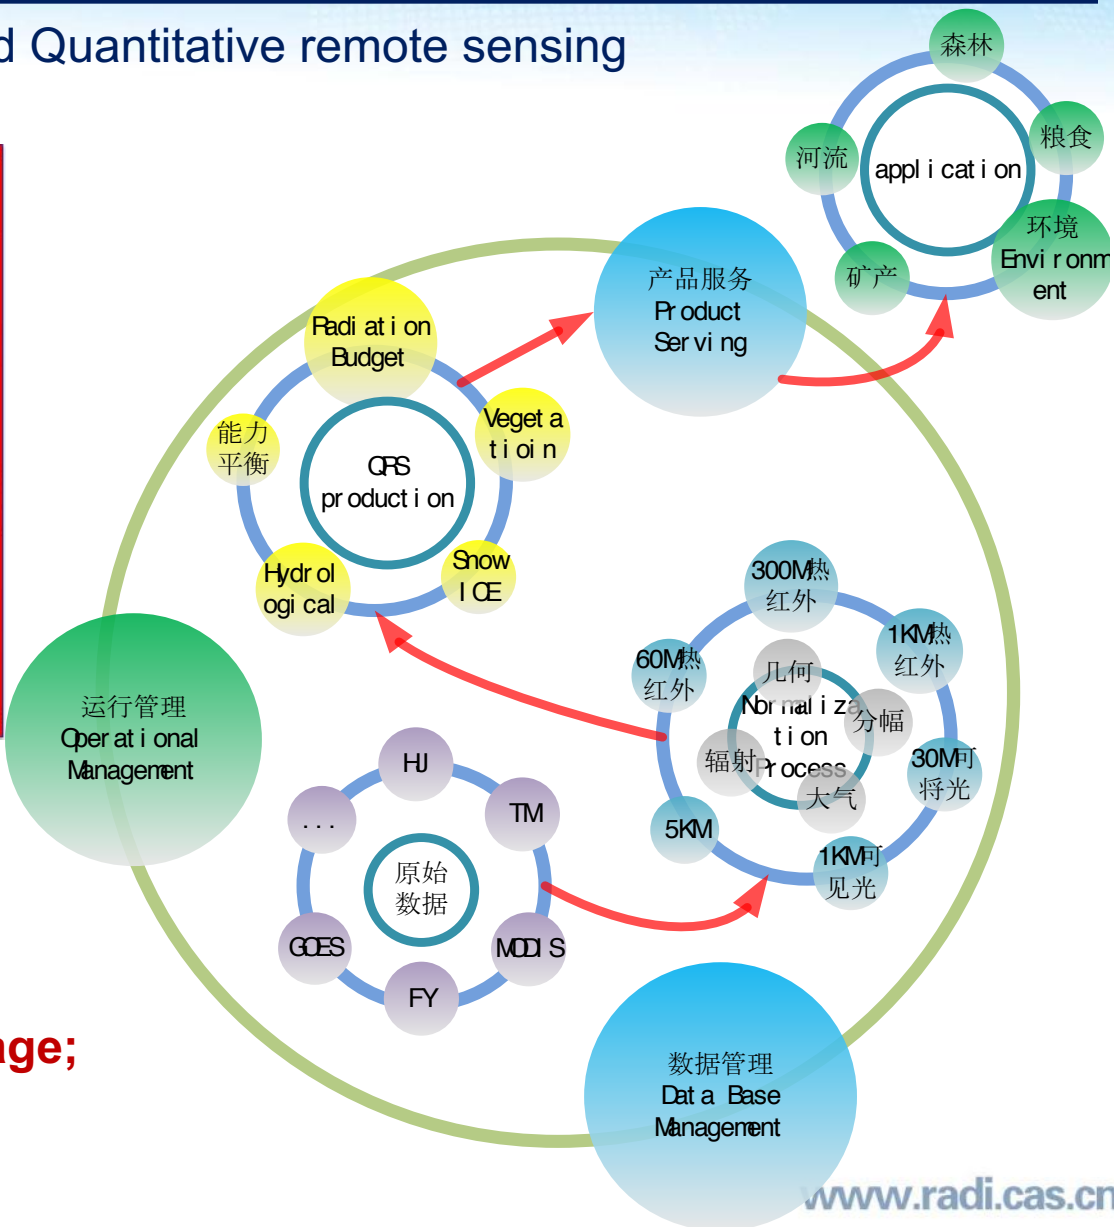 d Quantitative remote sensing
森林
粮食
河流
application
环境
Environm
ent
矿产
产品服务
Product
Serving
Radiation
Budget
Vegeta
tioin
能力
平衡
QRS
production
Hydrol
ogical
Snow
ICE
300M热
红外
1KM热
红外
60M热
红外
几何
Normaliza
tion
Process
分幅
辐射
大气
30M可
将光
5KM
1KM可
见光
运行管理
Operational
Management
HJ
TM
...
原始
数据
GOES
MODIS
FY
age;
数据管理
Data Base
Management
www.radi.cas.cn